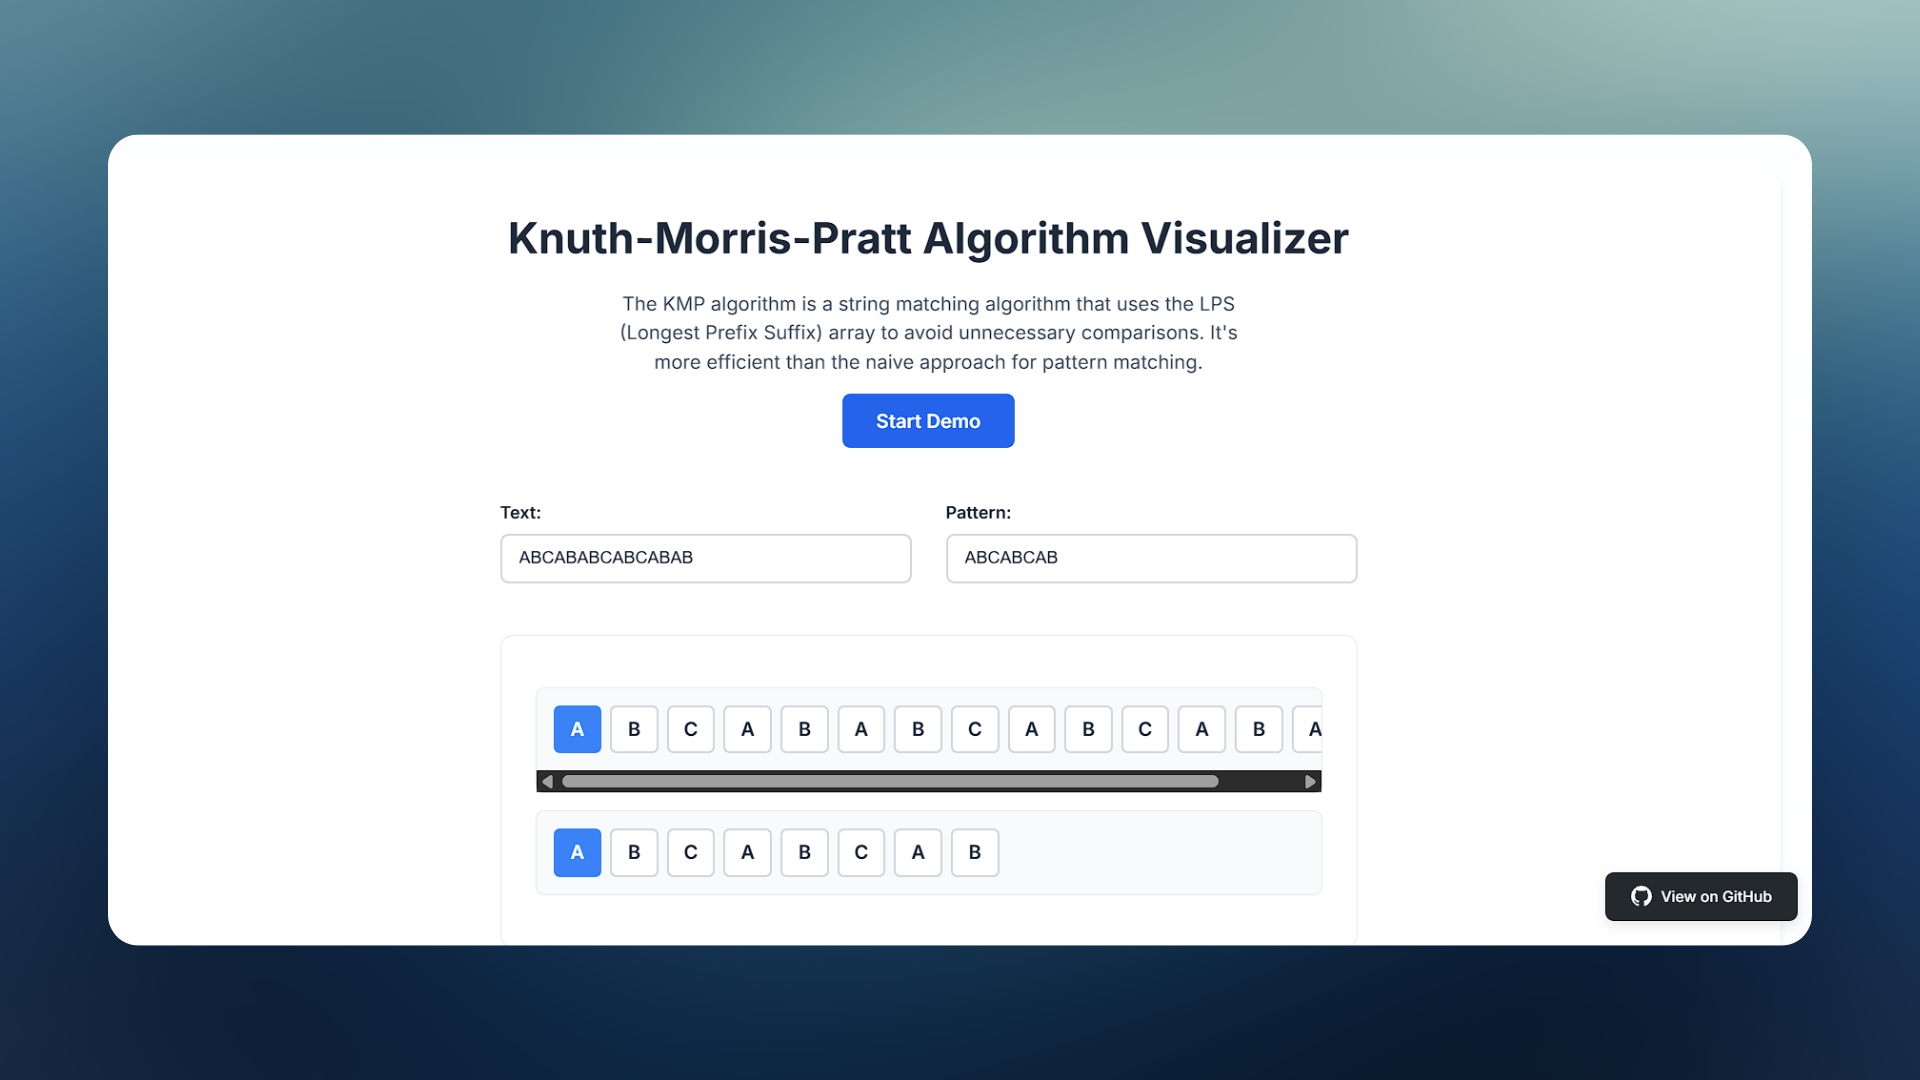 Knuth-Morris-Pratt Algorithm Visualizer
The KMP algorithm is a string matching algorithm that uses the LPS
(Longest Prefix Suffix) array to avoid unnecessary comparisons. It's
more efficient than the naive approach for pattern matching.
Start Demo
Text:
Pattern:
ABCABABCABCABAB
ABCABCAB
A B C A B A B C A B C A B A
A B C A B C A B
View on GitHub